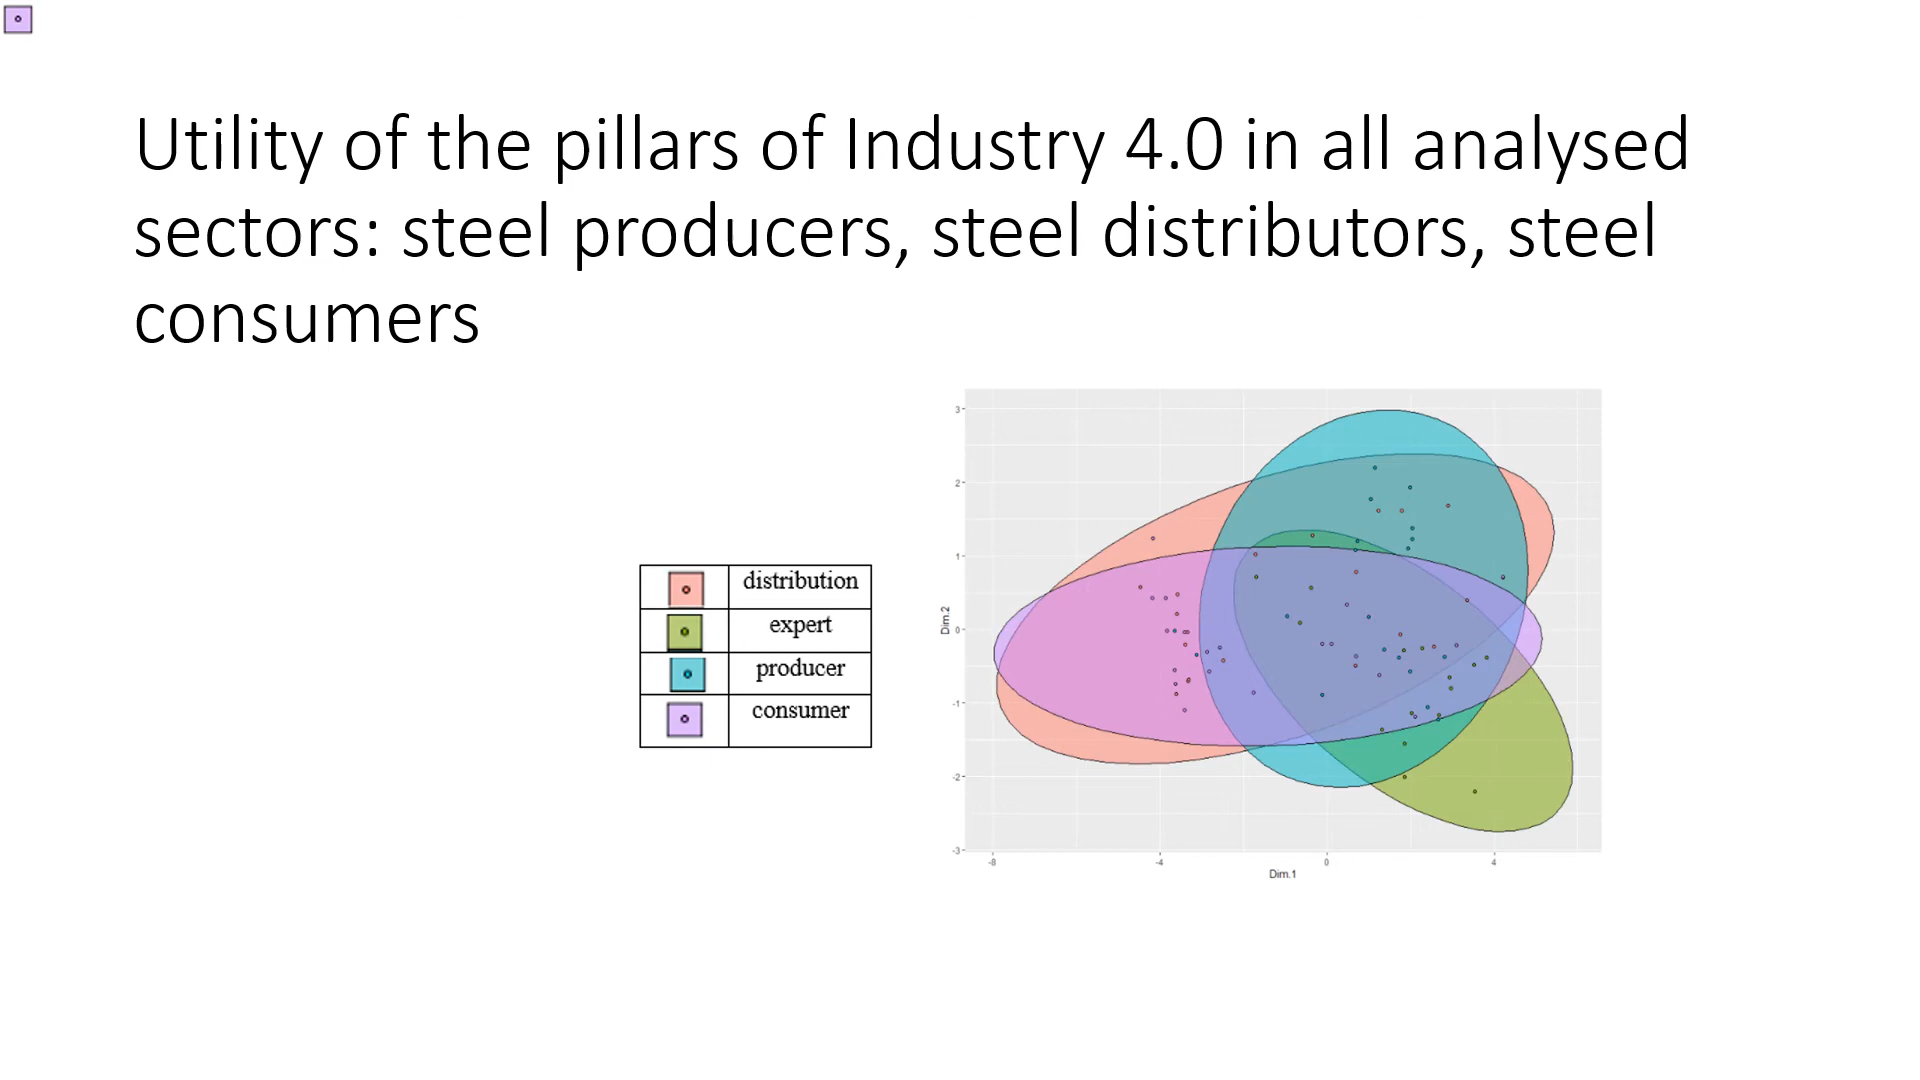 Utility of the pillars of Industry 4.0 in all analysed
sectors: steel producers, steel distributors, steel
consumers
distribution
expert
producer
consumer
3
2
1
0
-1
-2
-3
Dim.2
-8
-4
0
4
Dim.1